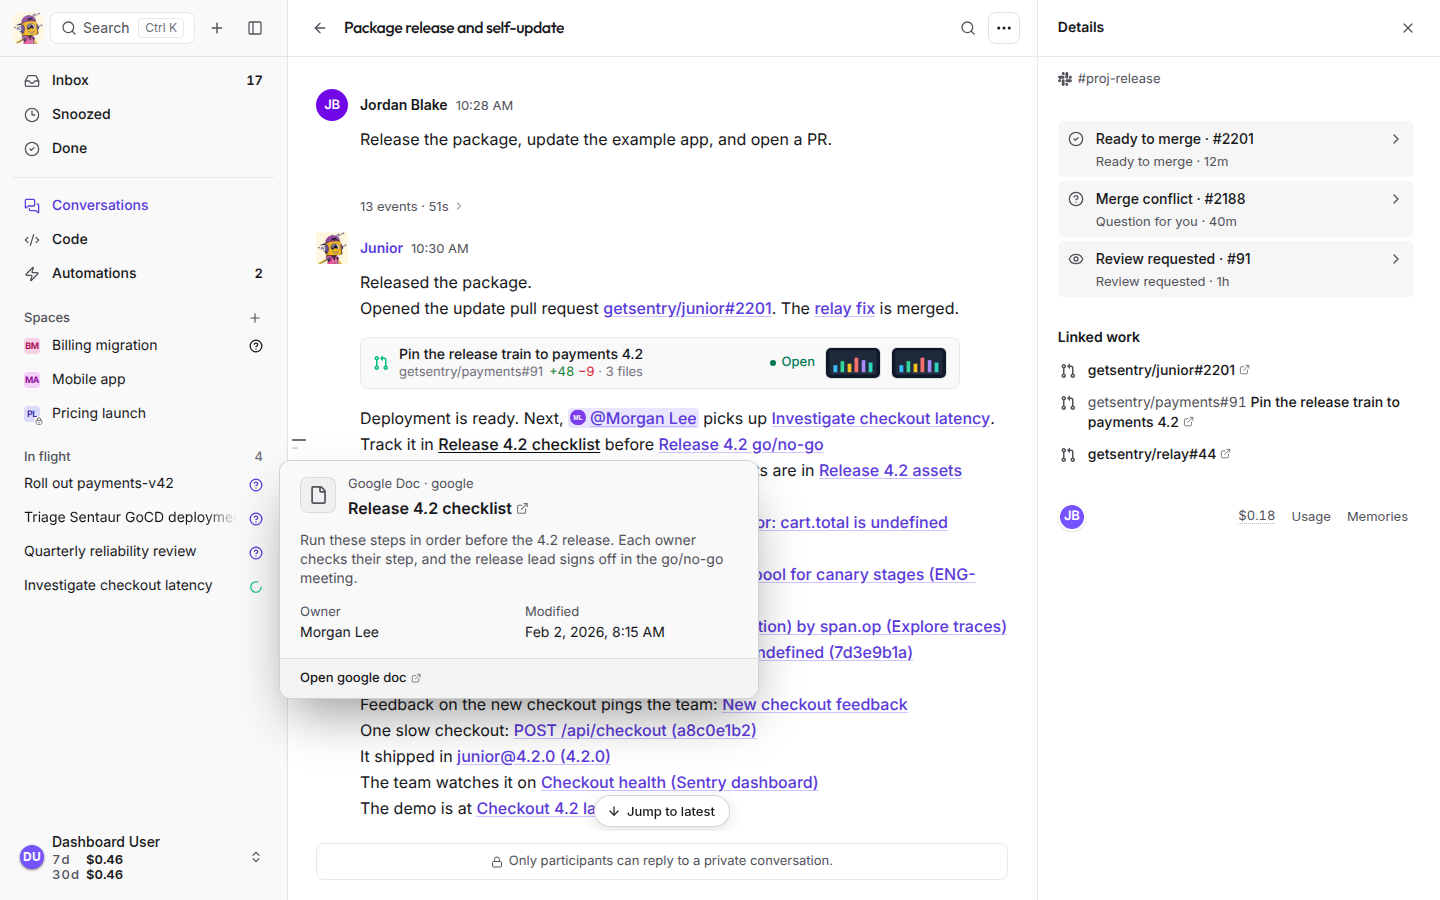 Search Ctrl K
Inbox 17
Snoozed
Done
Conversations
Code
Automations 2
Spaces
BM Billing migration
MA Mobile app
PL Pricing launch
In flight 4
Roll out payments-v42
Triage Sentaur GoCD deployme
Quarterly reliability review
Investigate checkout latency
DU Dashboard User
7d $0.46
30d $0.46
Package release and self-update
JB Jordan Blake 10:28 AM
Release the package, update the example app, and open a PR.
13 events · 51s
Junior 10:30 AM
Released the package.
Opened the update pull request getsentry/junior#2201. The relay fix is merged.
Pin the release train to payments 4.2
getsentry/payments#91 +48 −9 · 3 files
Open
Deployment is ready. Next, ML @Morgan Lee picks up Investigate checkout latency.
Track it in Release 4.2 checklist before Release 4.2 go/no-go
s are in Release 4.2 assets
or: cart.total is undefined
pool for canary stages (ENG-
tion) by span.op (Explore traces)
ndefined (7d3e9b1a)
Google Doc · google
Release 4.2 checklist
Run these steps in order before the 4.2 release. Each owner
checks their step, and the release lead signs off in the go/no-go
meeting.
Owner Modified
Morgan Lee Feb 2, 2026, 8:15 AM
Open google doc
Feedback on the new checkout pings the team: New checkout feedback
One slow checkout: POST /api/checkout (a8c0e1b2)
It shipped in junior@4.2.0 (4.2.0)
The team watches it on Checkout health (Sentry dashboard)
The demo is at Checkout 4.2 la
Jump to latest
Only participants can reply to a private conversation.
Details
#proj-release
Ready to merge · #2201
Ready to merge · 12m
Merge conflict · #2188
Question for you · 40m
Review requested · #91
Review requested · 1h
Linked work
getsentry/junior#2201
getsentry/payments#91 Pin the release train to
payments 4.2
getsentry/relay#44
JB $0.18 Usage Memories